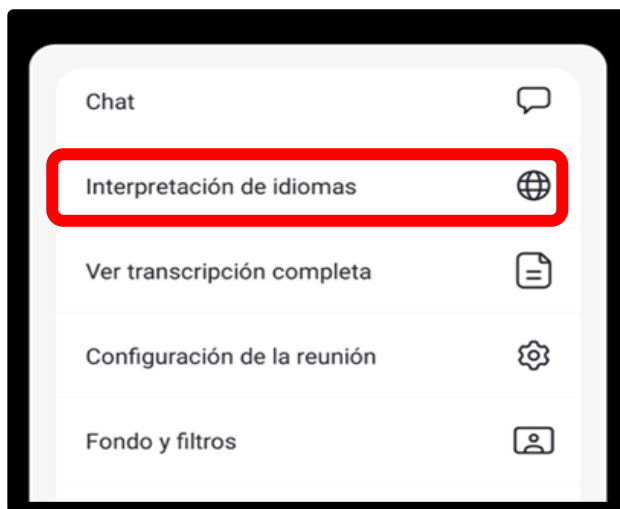 Chat
Interpretación de idiomas
Ver transcripción completa
Configuración de la reunión
Fondo y filtros